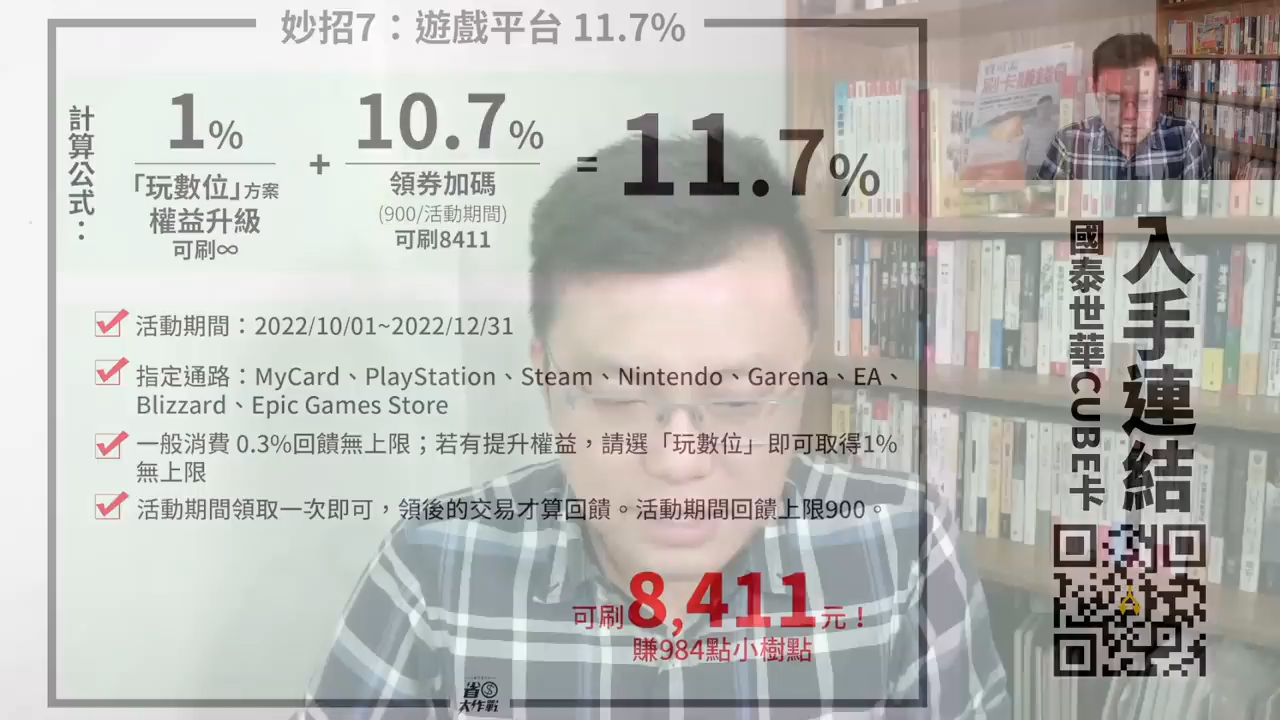 妙招7：遊戲平台 11.7%
計算公式：
1%
「玩數位」方案
權益升級
可刷∞
+
10.7%
領券加碼
(900/活動期間)
可刷8411
=
11.7%
活動期間：2022/10/01~2022/12/31
指定通路：MyCard、PlayStation、Steam、Nintendo、Garena、EA、
Blizzard、Epic Games Store
一般消費 0.3%回饋無上限；若有提升權益，請選「玩數位」即可取得1%
無上限
活動期間領取一次即可，領後的交易才算回饋。活動期間回饋上限900。
可刷8,411元！
賺984點小樹點
省
大作戰
入手連結
國泰世華CUBE卡